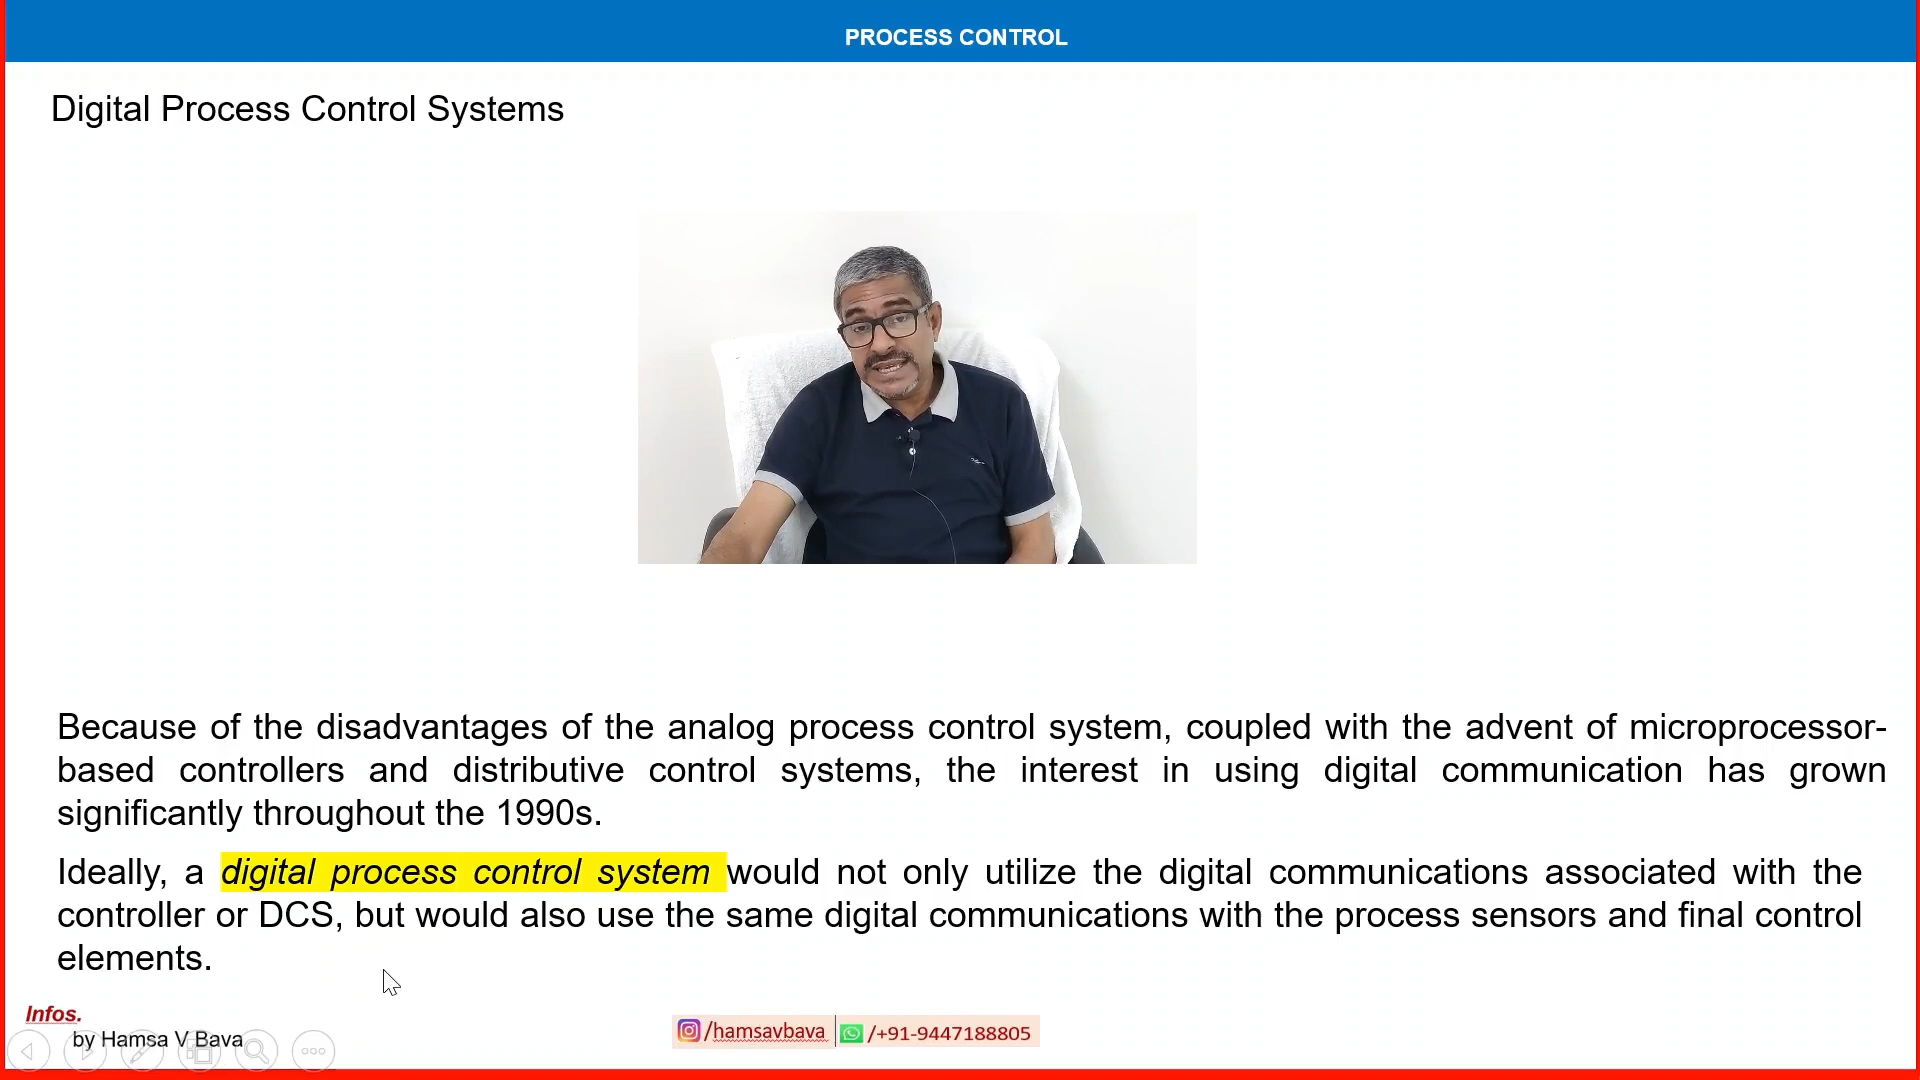 PROCESS CONTROL
Digital Process Control Systems
Because of the disadvantages of the analog process control system, coupled with the advent of microprocessor-
based controllers and distributive control systems, the interest in using digital communication has grown
significantly throughout the 1990s.
Ideally, a digital process control system would not only utilize the digital communications associated with the
controller or DCS, but would also use the same digital communications with the process sensors and final control
elements.
Infos.
by Hamsa V Bava
/hamsavbava /+91-9447188805